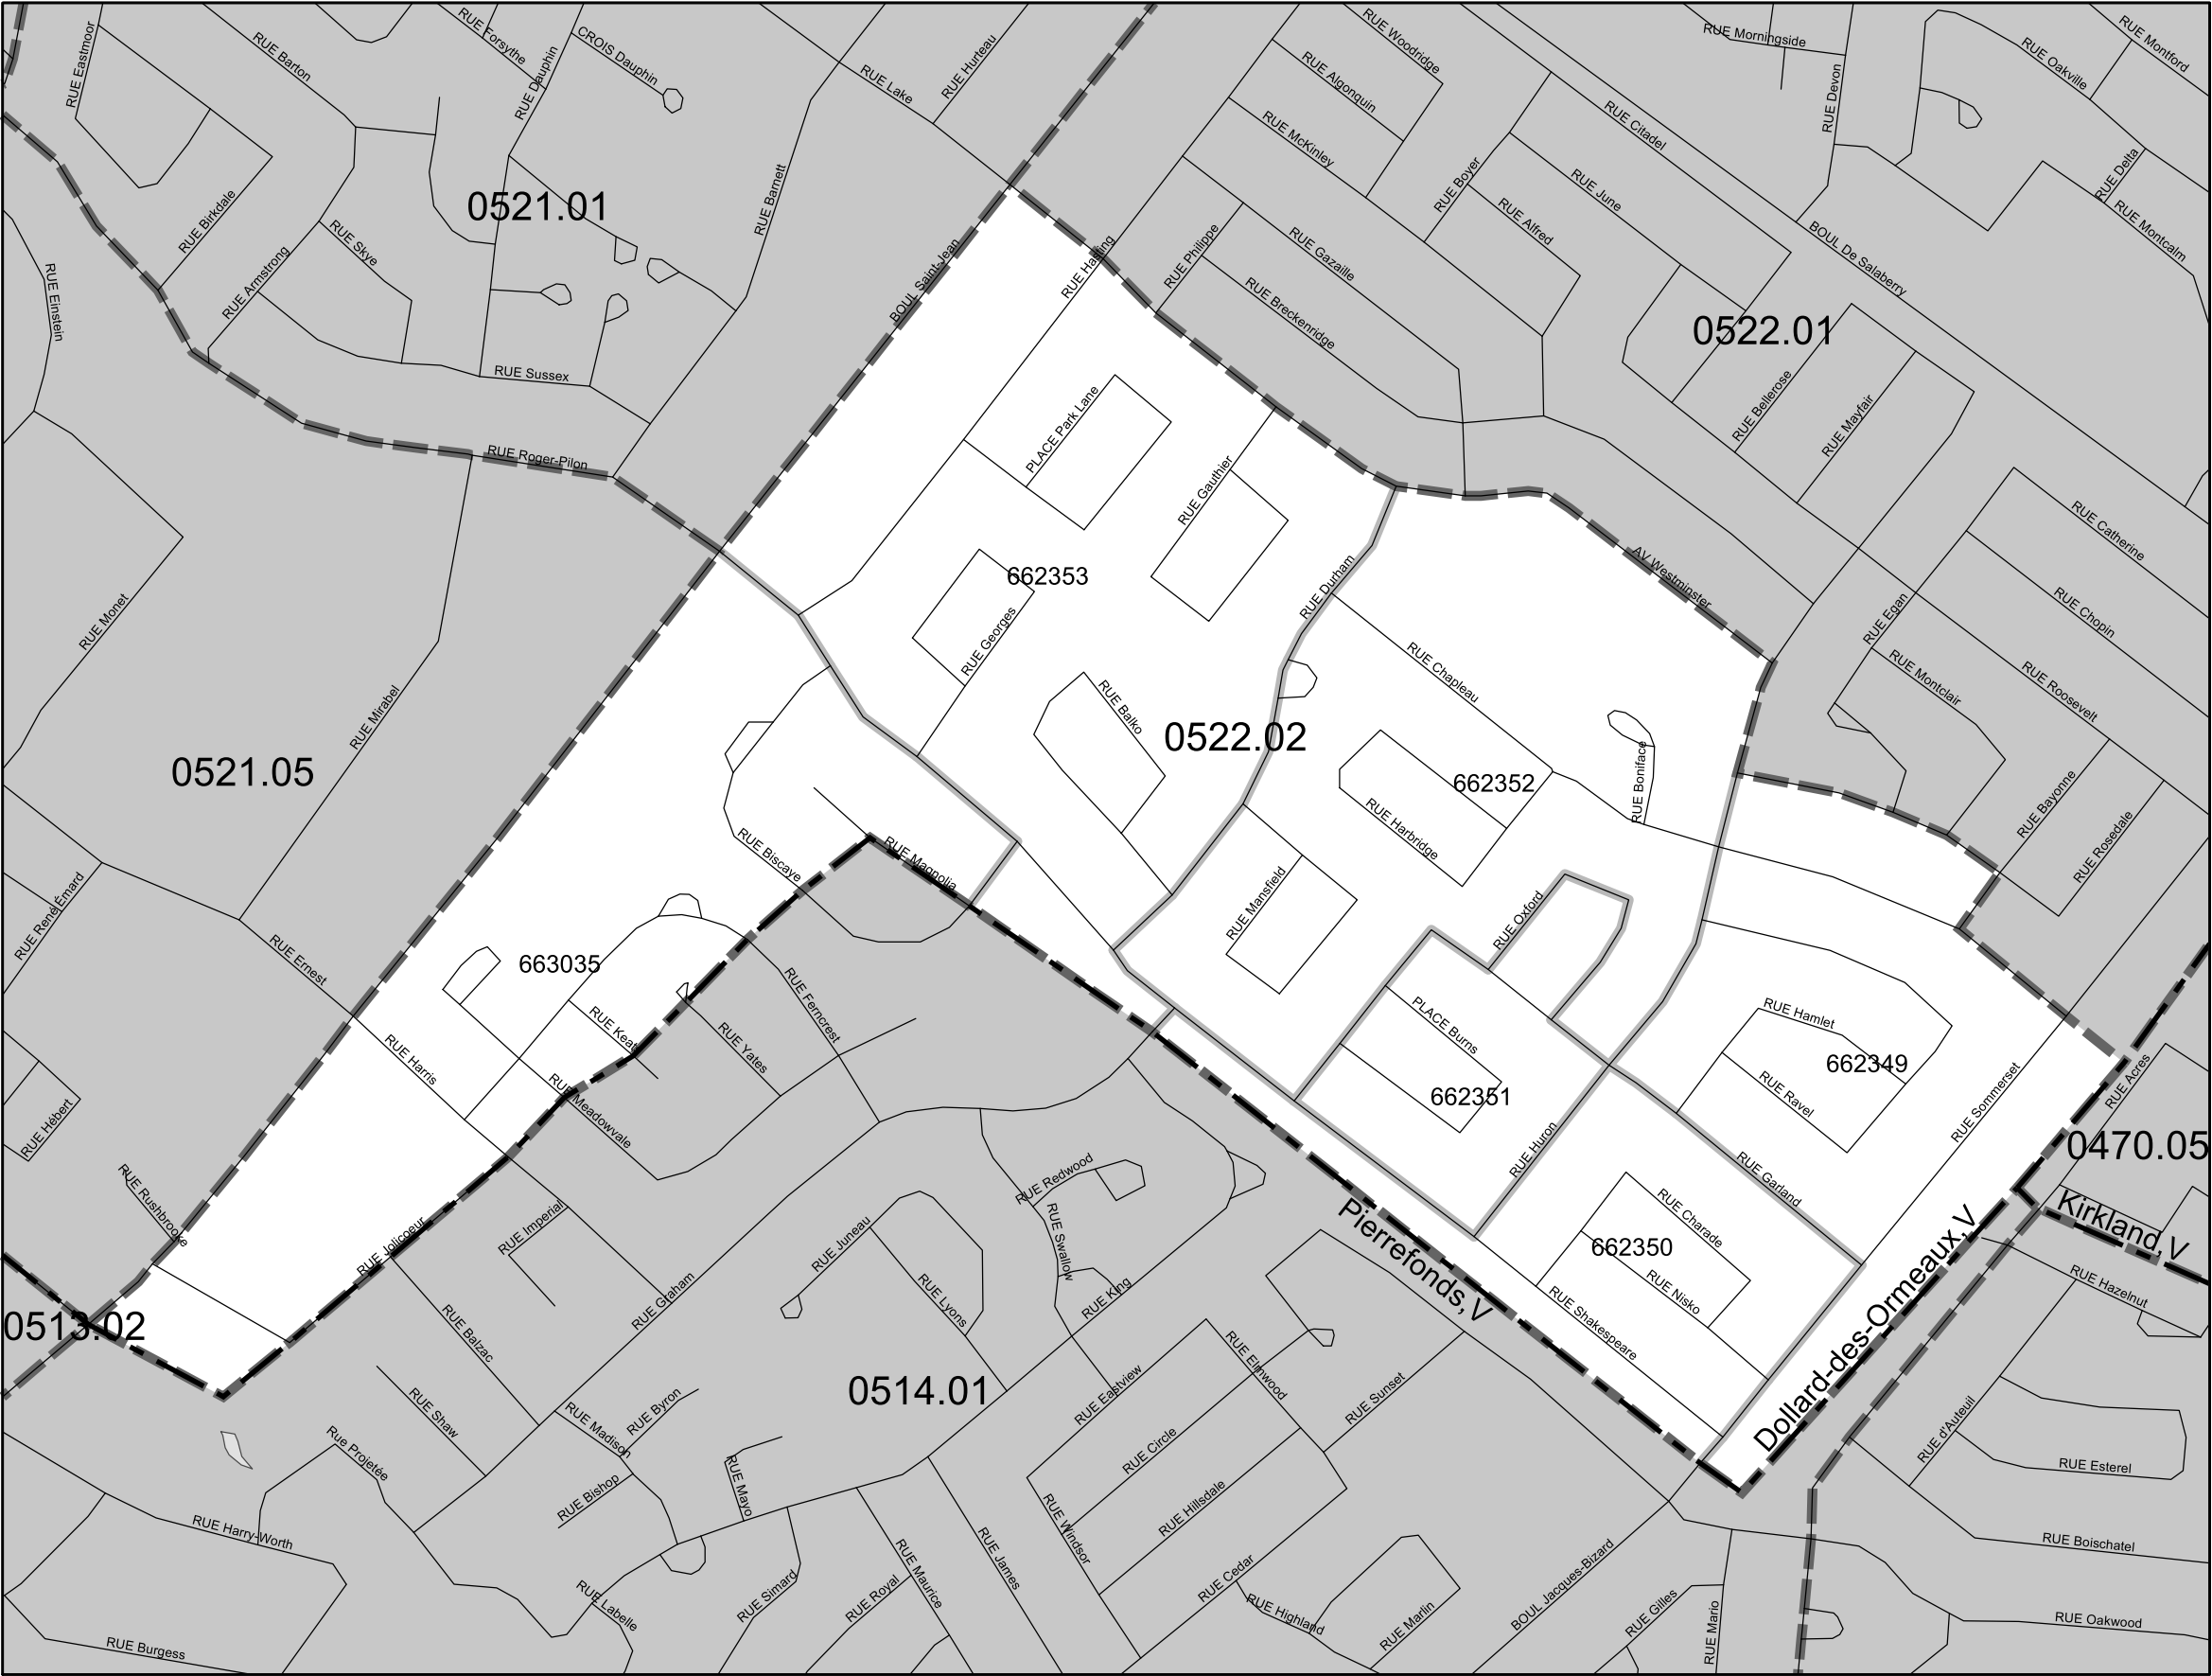 RUE Eastmoor
RUE Barton
RUE Forsythe
RUE Dauphin
CROIS Dauphin
RUE Lake
RUE Hurteau
RUE Woodridge
RUE Algonquin
RUE McKinley
RUE Citadel
RUE Morningside
RUE Devon
RUE Oakville
RUE Montford
RUE Delta
RUE Montcalm
RUE Birkdale
RUE Armstrong
RUE Skye
0521.01
RUE Barnett
BOUL Saint-Jean
RUE Hasting
RUE Philippe
RUE Gazaille
RUE Breckenridge
RUE Boyer
RUE June
RUE Alfred
BOUL De Salaberry
0522.01
RUE Einstein
RUE Sussex
RUE Roger-Pilon
PLACE Park Lane
RUE Gauthier
RUE Bellerose
RUE Mayfair
RUE Catherine
RUE Chopin
RUE Egan
RUE Roosevelt
RUE Montclair
AV Westminster
662353
RUE Durham
RUE Georges
RUE Monet
RUE Mirabel
RUE Balko
RUE Chapleau
0522.02
0521.05
662352
RUE Boniface
RUE Harbridge
RUE Bayonne
RUE Rosedale
RUE Biscaye
RUE Magnolia
RUE Mansfield
RUE Oxford
RUE René-Émard
RUE Ernest
663035
RUE Ferncrest
RUE Keat
RUE Yates
RUE Harris
RUE Meadowvale
PLACE Burns
662351
RUE Hamlet
662349
RUE Ravel
RUE Sommerset
RUE Acres
0470.05
RUE Hébert
RUE Rushbrooke
RUE Jolicoeur
RUE Imperial
RUE Redwood
RUE Swallow
RUE Juneau
RUE Lyons
RUE King
RUE Graham
RUE Huron
RUE Garland
RUE Charade
662350
RUE Nisko
RUE Shakespeare
Pierrefonds,V
Dollard-des-Ormeaux,V
Kirkland,V
RUE Hazelnut
0513.02
RUE Balzac
0514.01
RUE Shaw
RUE Madison
RUE Byron
RUE Eastview
RUE Elmwood
RUE Sunset
RUE Circle
RUE d'Auteuil
RUE Esterel
Rue Projetée
RUE Bishop
RUE Mayo
RUE Hillsdale
RUE Windsor
RUE Harry-Worth
RUE Boischatel
RUE James
RUE Maurice
RUE Cedar
BOUL Jacques-Bizard
RUE Labelle
RUE Simard
RUE Royal
RUE Highland
RUE Marlin
RUE Gilles
RUE Mario
RUE Oakwood
RUE Burgess